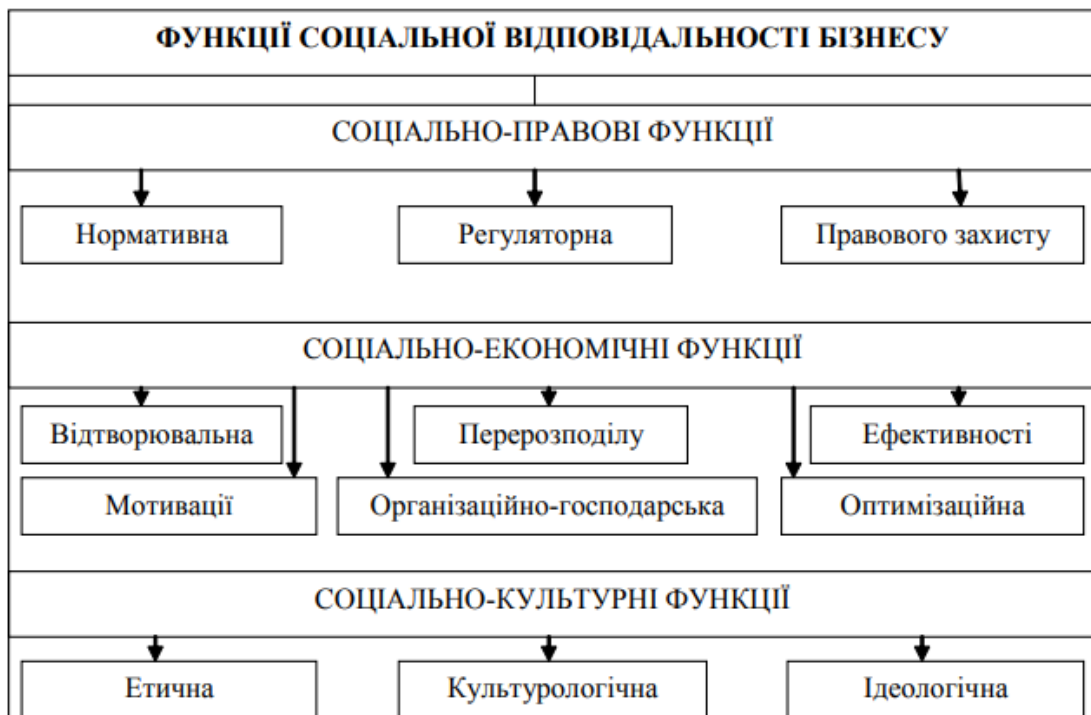 ФУНКЦІЇ СОЦІАЛЬНОЇ ВІДПОВІДАЛЬНОСТІ БІЗНЕСУ
СОЦІАЛЬНО-ПРАВОВІ ФУНКЦІЇ
Нормативна
Регуляторна
Правового захисту
СОЦІАЛЬНО-ЕКОНОМІЧНІ ФУНКЦІЇ
Відтворювальна
Перерозподілу
Ефективності
Мотивації
Організаційно-господарська
Оптимізаційна
СОЦІАЛЬНО-КУЛЬТУРНІ ФУНКЦІЇ
Етична
Культурологічна
Ідеологічна